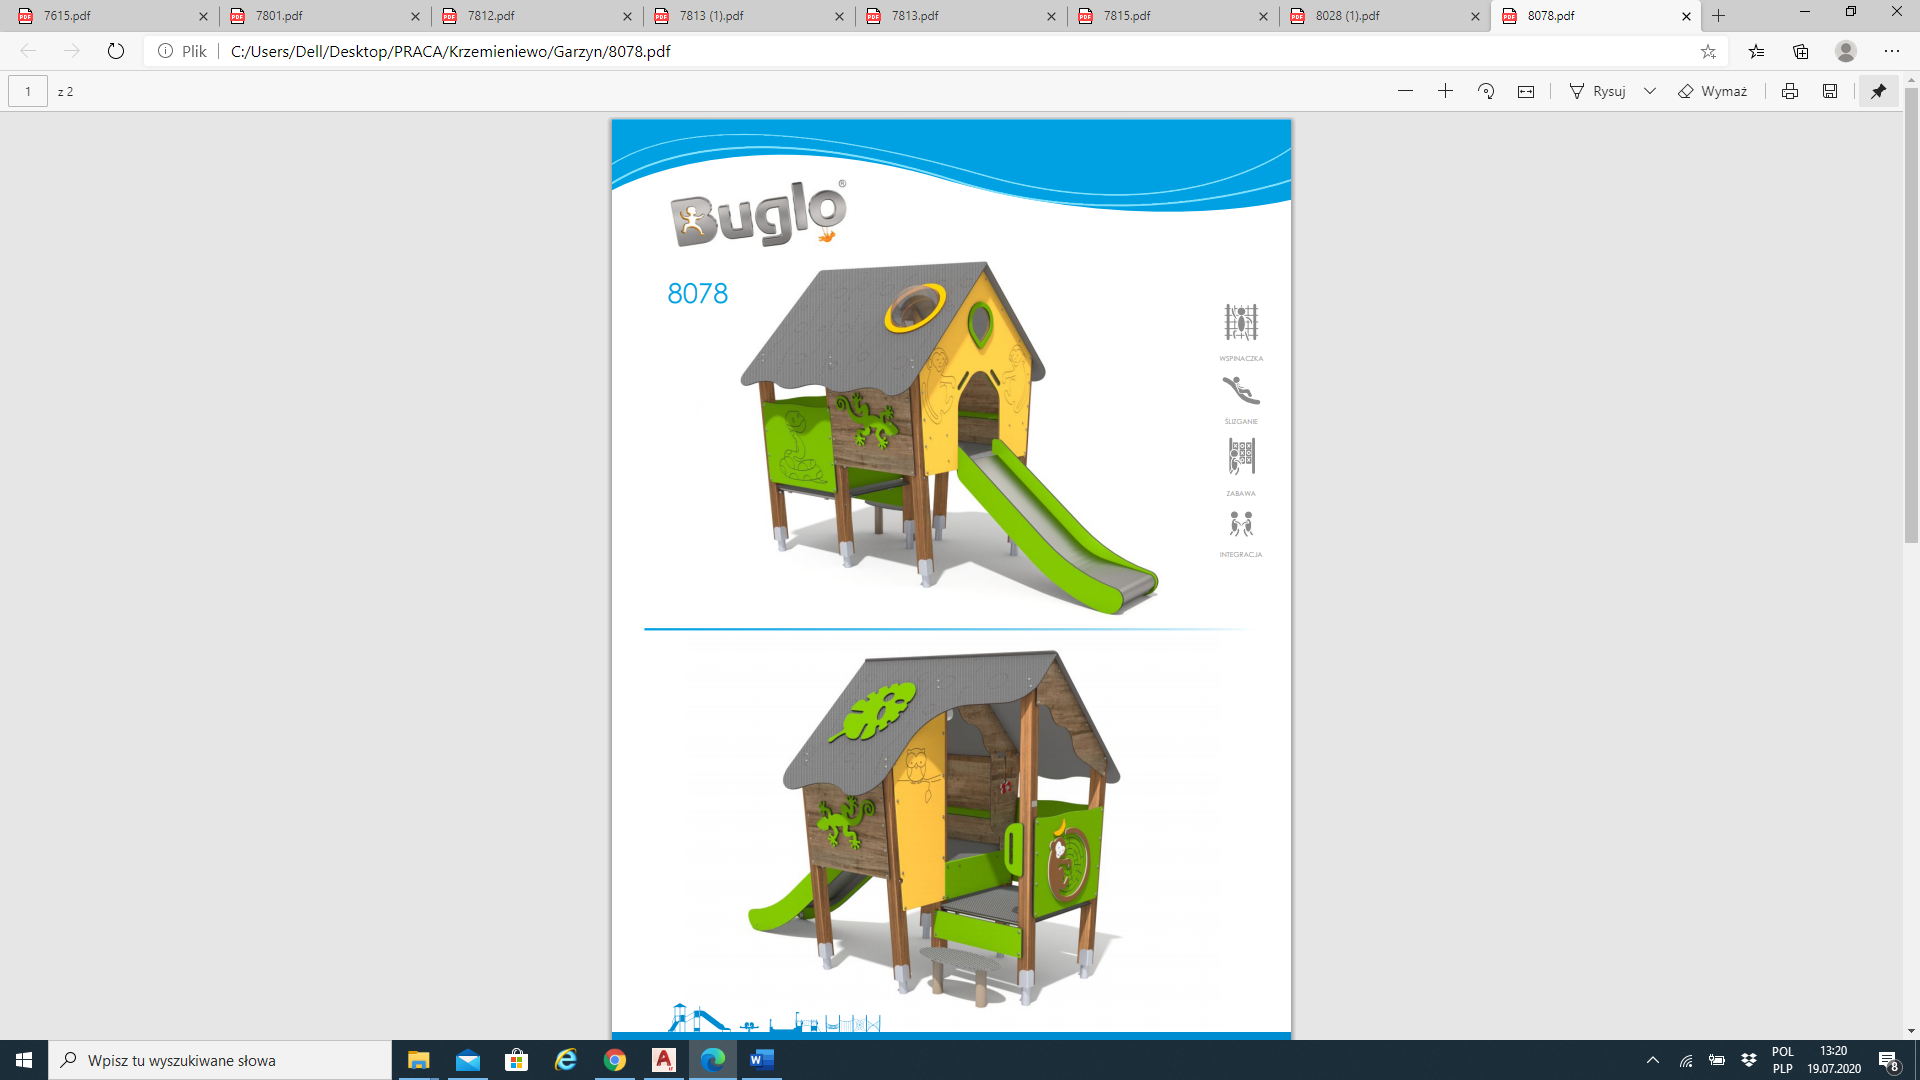 7615.pdf
7801.pdf
7812.pdf
7813 (1).pdf
7813.pdf
7815.pdf
8028 (1).pdf
8078.pdf
Plik
C:/Users/Dell/Desktop/PRACA/Krzemieniewo/Garzyn/8078.pdf
1 z 2
Rysuj
Wymaż
Buglo®
8078
WSPINACZKA
ŚLIZGANIE
ZABAWA
INTEGRACJA
Wpisz tu wyszukiwane słowa
POL
PLP
13:20
19.07.2020
8